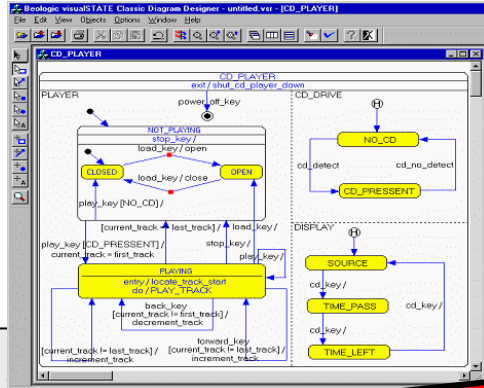 Beologic visualSTATE Classic Diagram Designer - untitled.vsr - [CD_PLAYER]
File Edit View Objects Options Window Help
CD_PLAYER
CD_PLAYER
exit / shut_cd_player_down
PLAYER
power_off_key
CD_DRIVE
H
NOT_PLAYING
stop_key /
load_key / open
CLOSED
OPEN
load_key / close
play_key [NO_CD] /
NO_CD
cd_detect
cd_no_detect
CD_PRESSENT
[current_track = last_track] /
load_key /
play_key [CD_PRESSENT] /
current_track = first_track
stop_key /
play_key /
DISPLAY
H
SOURCE
cd_key /
TIME_PASS
cd_key /
cd_key /
TIME_LEFT
PLAYING
entry / locate_track_start
do / PLAY_TRACK
back_key
[current_track != first_track] /
decrement_track
forward_key
[current_track != last_track] /
increment_track
[current_track != last_track] /
increment_track